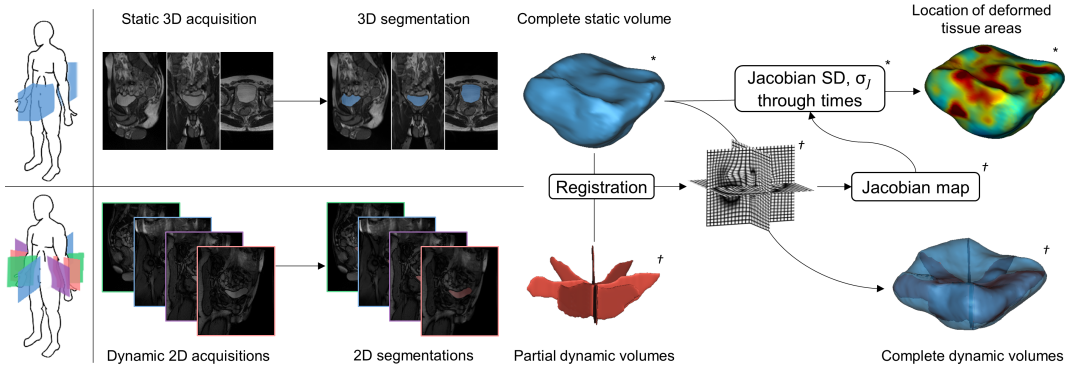 Static 3D acquisition
3D segmentation
Complete static volume
*
Location of deformed
tissue areas
*
Jacobian SD, σJ
through times
*
Registration
†
Jacobian map
†
†
†
Dynamic 2D acquisitions
2D segmentations
Partial dynamic volumes
Complete dynamic volumes